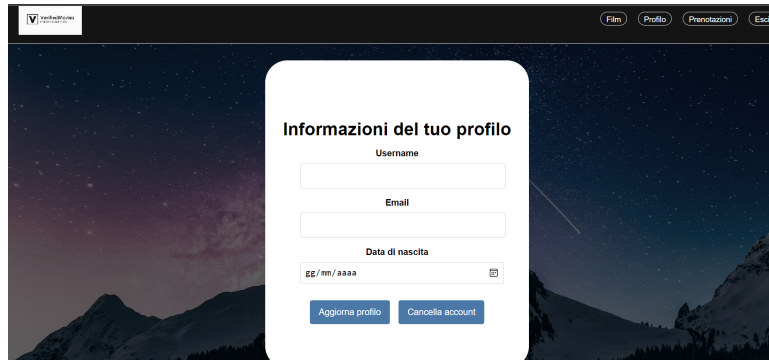 V VerifiedMovies
Film
Profilo
Prenotazioni
Esci
Informazioni del tuo profilo
Username
Email
Data di nascita
gg/mm/aaaa
Aggiorna profilo
Cancella account